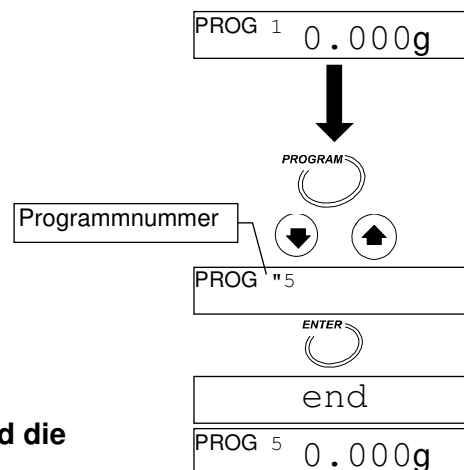 PROG 1 0.000g
PROGRAM
Programmnummer
PROG "5
ENTER
end
d die
PROG 5 0.000g